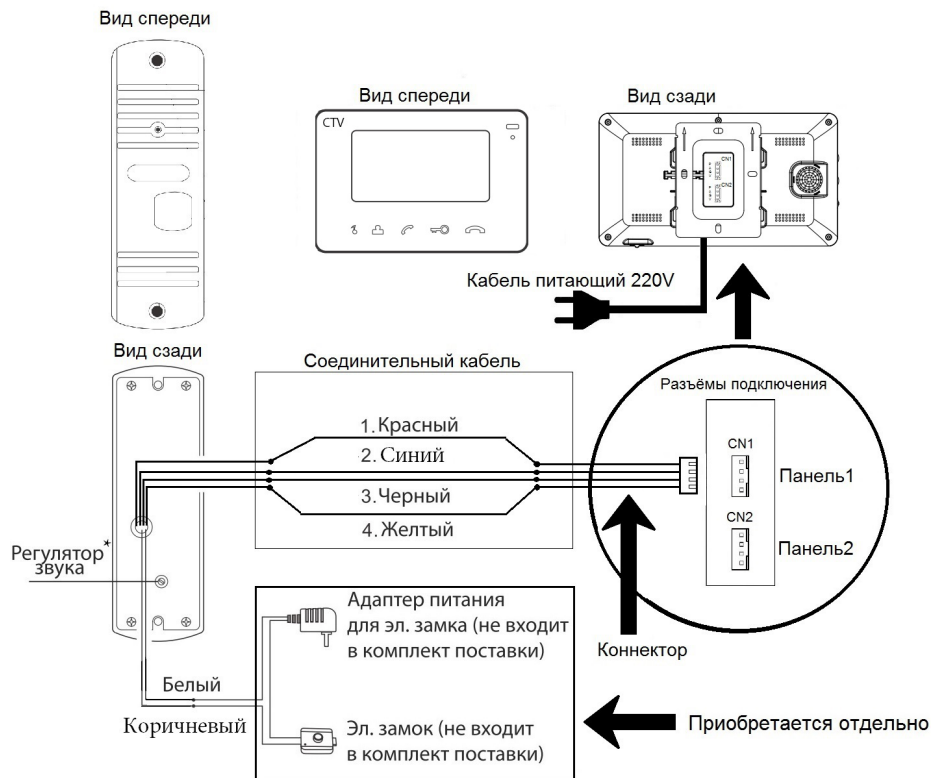 Вид спереди
Вид спереди
CTV
Вид сзади
CN1
CN2
Кабель питающий 220V
Вид сзади
Соединительный кабель
1. Красный
2. Синий
3. Черный
4. Желтый
Разъёмы подключения
CN1
Панель1
CN2
Панель2
Регулятор*
звука
Коннектор
Адаптер питания
для эл. замка (не входит
в комплект поставки)
Белый
Коричневый
Эл. замок (не входит
в комплект поставки)
Приобретается отдельно